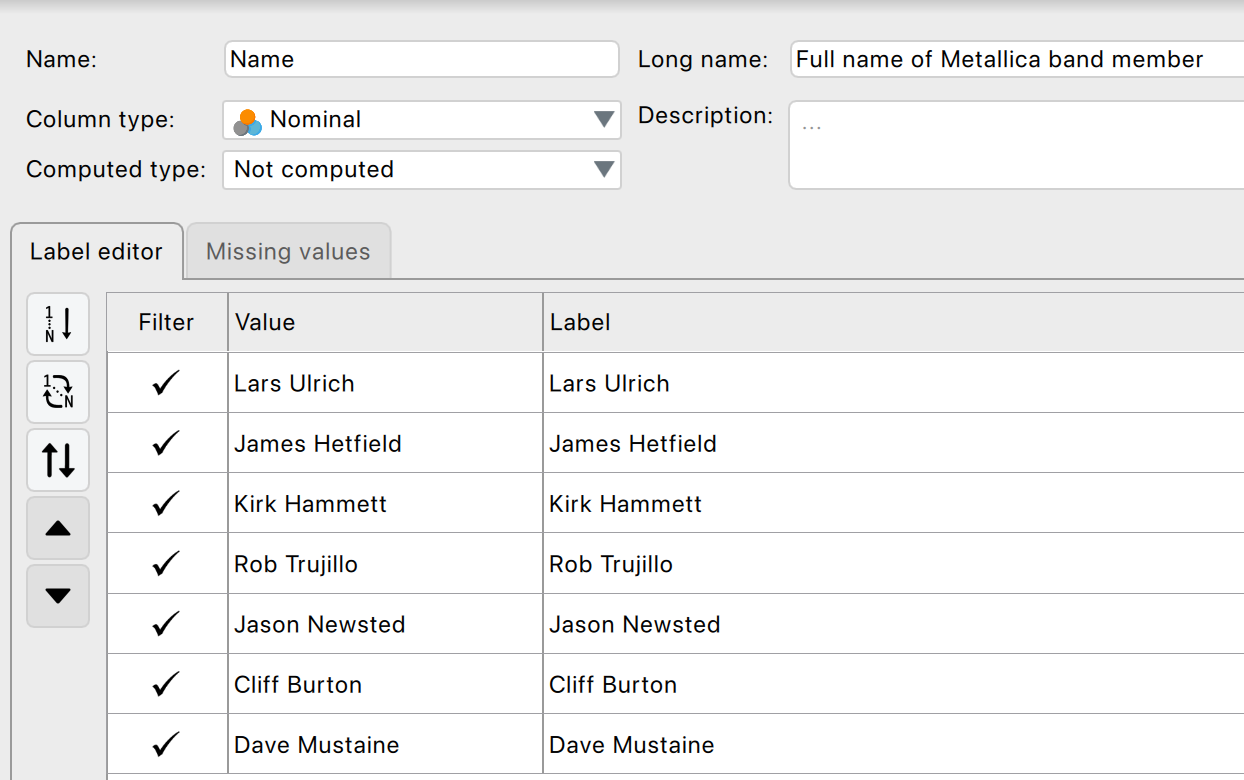 Name: Name Long name: Full name of Metallica band member
Column type: Nominal Description: ...
Computed type: Not computed
Label editor Missing values
Filter Value Label
1 N
1 N
Lars Ulrich Lars Ulrich
James Hetfield James Hetfield
Kirk Hammett Kirk Hammett
Rob Trujillo Rob Trujillo
Jason Newsted Jason Newsted
Cliff Burton Cliff Burton
Dave Mustaine Dave Mustaine